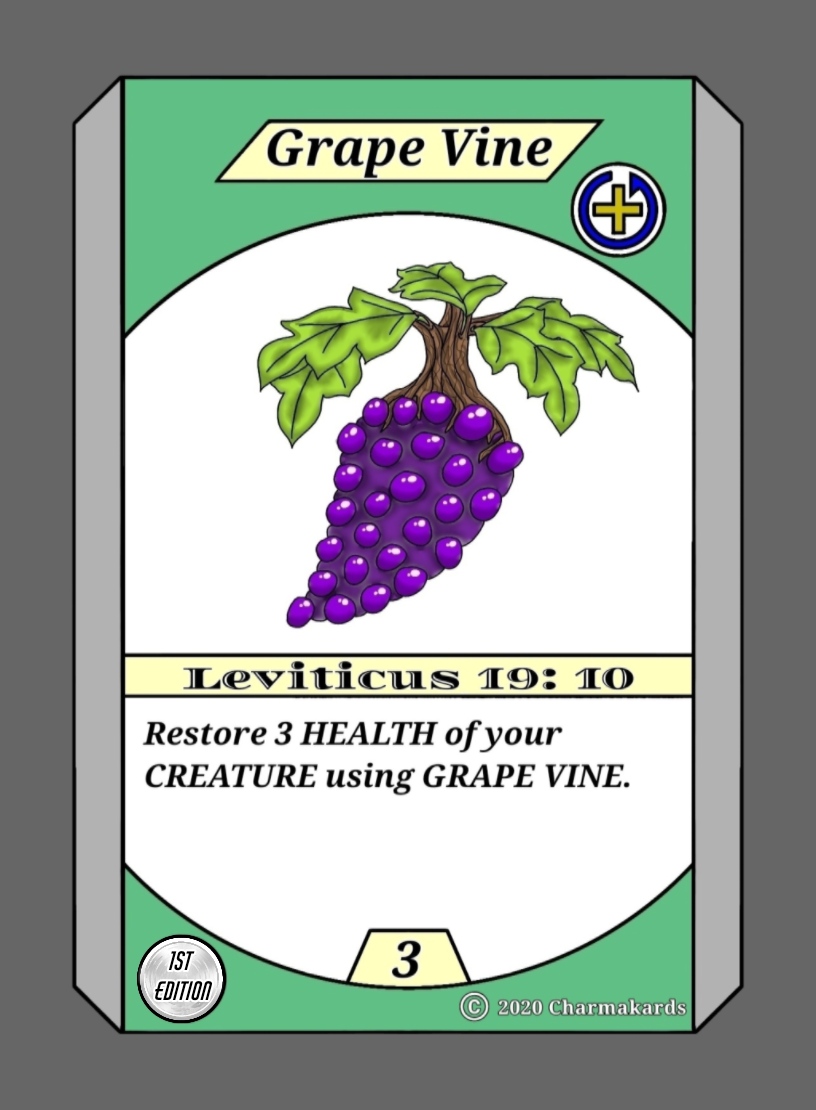 Grape Vine
Leviticus 19: 10
Restore 3 HEALTH of your
CREATURE using GRAPE VINE.
3
1ST
EDITION
© 2020 Charmakards